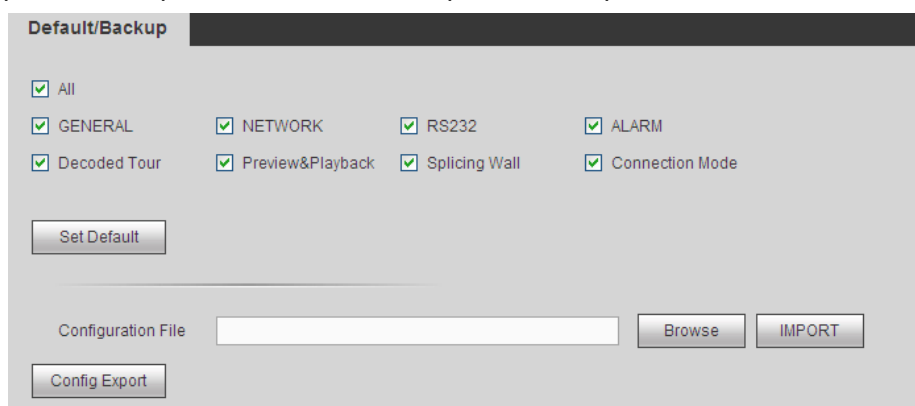 Default/Backup
All
GENERAL NETWORK RS232 ALARM
Decoded Tour Preview&Playback Splicing Wall Connection Mode
Set Default
Configuration File Browse IMPORT
Config Export